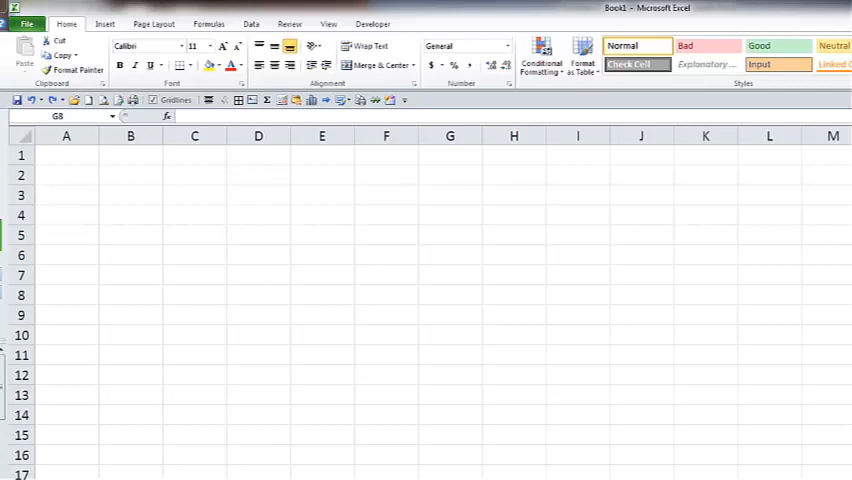 Book1 - Microsoft Excel
File Home Insert Page Layout Formulas Data Review View Developer
Cut Calibri 11 Wrap Text General Normal Bad Good Neutral
Paste Copy
Format Painter B I U Merge & Center $ % , Conditional Formatting Format as Table Check Cell Explanatory ... Input Linked C
Clipboard Font Alignment Number Styles
Gridlines
G8 fx
A B C D E F G H I J K L M
1
2
3
4
5
6
7
8
9
10
11
12
13
14
15
16
17